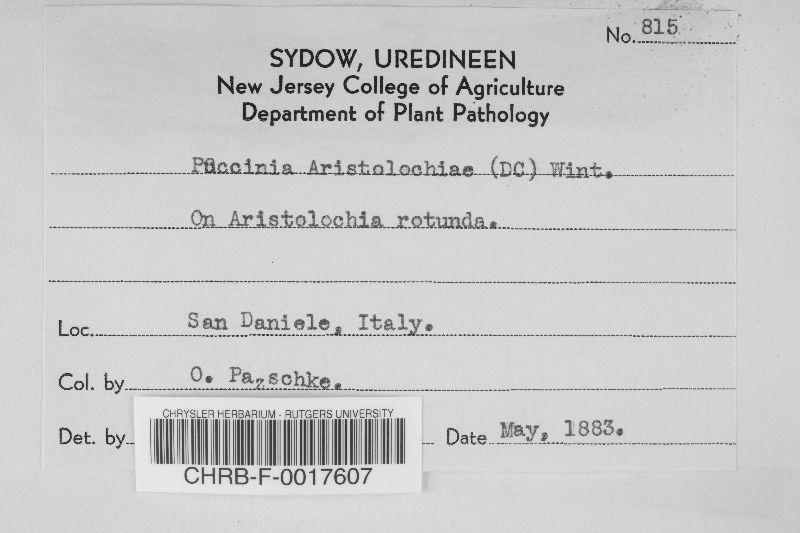 No. 815
SYDOW, UREDINEEN
New Jersey College of Agriculture
Department of Plant Pathology
Puccinia Aristolochiae (DC) Wint.
On Aristolochia rotunda.
Loc. San Daniele, Italy.
Col. by O. Pazschke.
Det. by
Date May, 1883.
CHRYSLER HERBARIUM - RUTGERS UNIVERSITY
CHRB-F-0017607